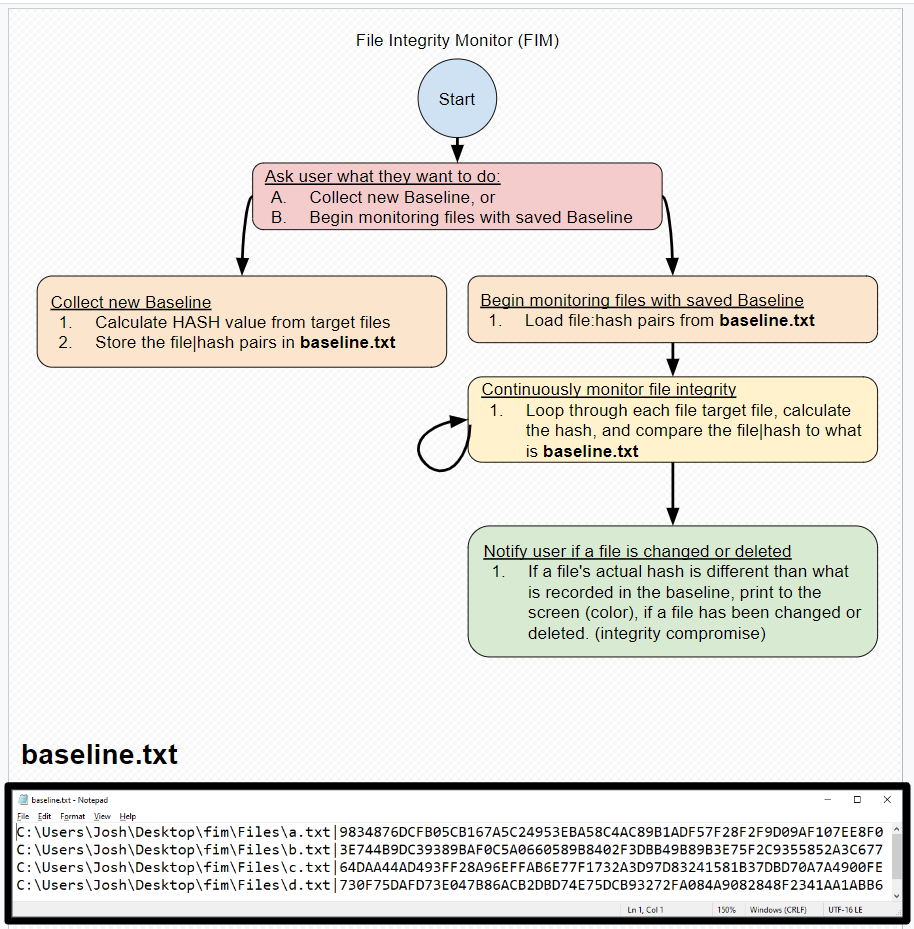 File Integrity Monitor (FIM)
Start
Ask user what they want to do:
A. Collect new Baseline, or
B. Begin monitoring files with saved Baseline
Collect new Baseline
1. Calculate HASH value from target files
2. Store the file|hash pairs in baseline.txt
Begin monitoring files with saved Baseline
1. Load file:hash pairs from baseline.txt
Continuously monitor file integrity
1. Loop through each file target file, calculate
the hash, and compare the file|hash to what
is baseline.txt
Notify user if a file is changed or deleted
1. If a file's actual hash is different than what
is recorded in the baseline, print to the
screen (color), if a file has been changed or
deleted. (integrity compromise)
baseline.txt
baseline.txt - Notepad
File Edit Format View Help
C:\Users\Josh\Desktop\fim\Files\a.txt|9834876DCFB05CB167A5C24953EBA58C4AC89B1ADF57F28F2F9D09AF107EE8F0
C:\Users\Josh\Desktop\fim\Files\b.txt|3E744B9DC39389BAF0C5A0660589B8402F3DBB49B89B3E75F2C9355852A3C677
C:\Users\Josh\Desktop\fim\Files\c.txt|64DAA44AD493FF28A96EFFAB6E77F1732A3D97D83241581B37DBD70A7A4900FE
C:\Users\Josh\Desktop\fim\Files\d.txt|730F75DAFD73E047B86ACB2DBD74E75DCB93272FA084A9082848F2341AA1ABB6
Ln 1, Col 1 150% Windows (CRLF) UTF-16 LE